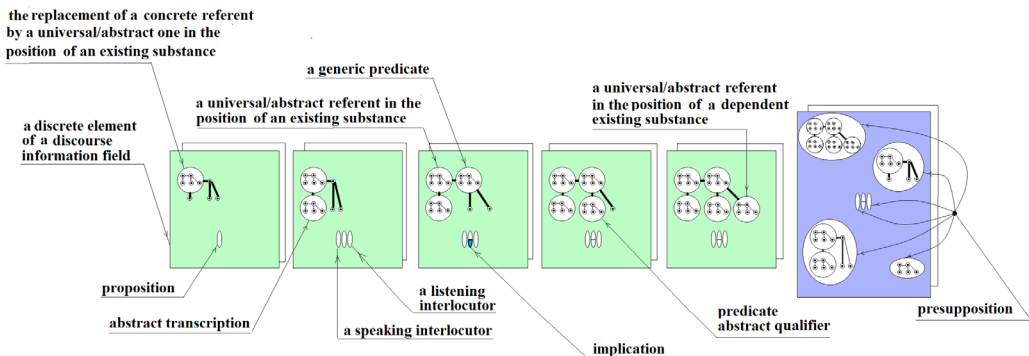 the replacement of a concrete referent
by a universal/abstract one in the
position of an existing substance
a generic predicate
a universal/abstract referent in the
position of an existing substance
a universal/abstract referent
in the position of a dependent
existing substance
a discrete element
of a discourse
information field
proposition
abstract transcription
a listening
interlocutor
a speaking interlocutor
implication
predicate
abstract qualifier
presupposition